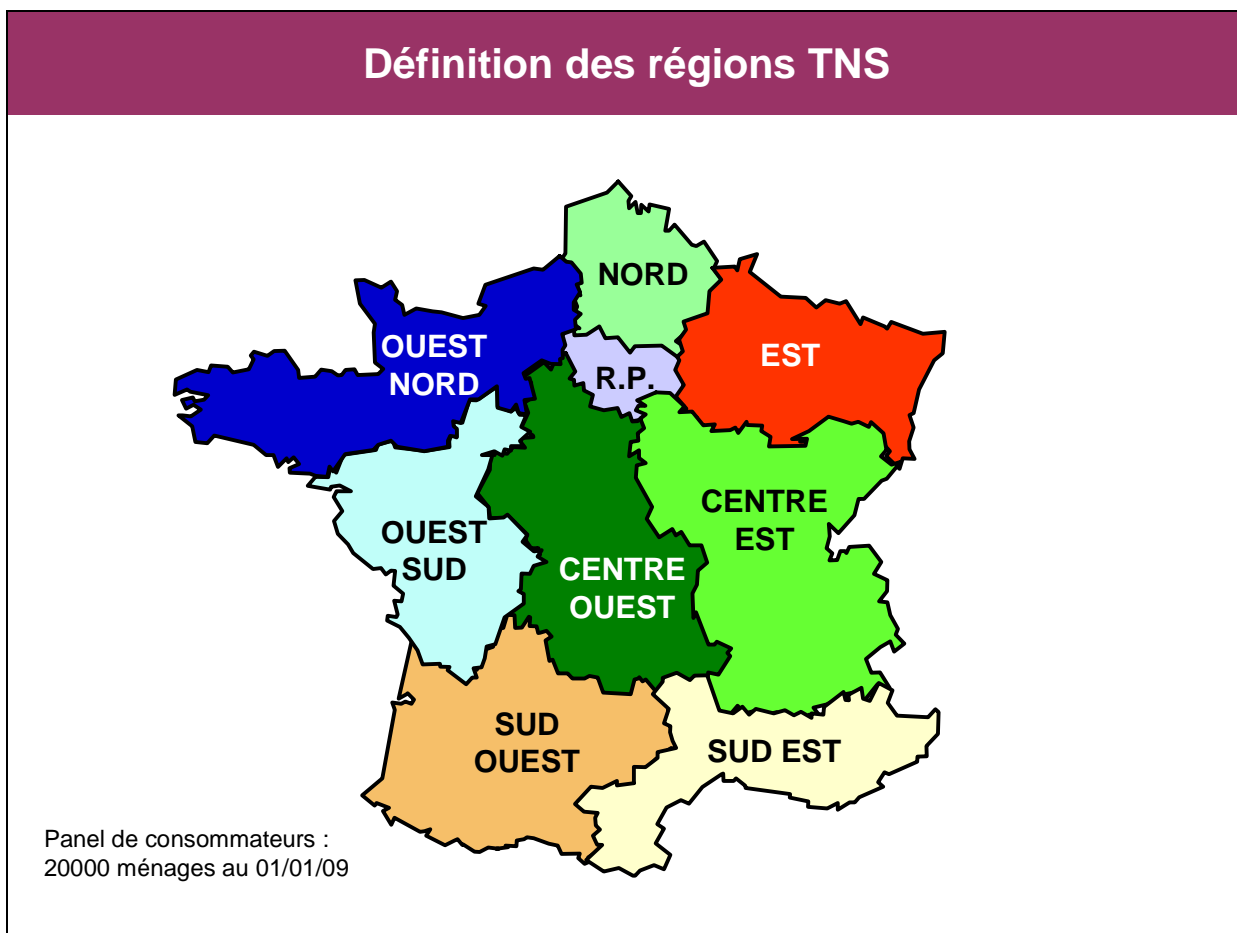 Définition des régions TNS
NORD
OUEST
NORD
EST
R.P.
CENTRE
EST
OUEST
SUD
CENTRE
OUEST
SUD
OUEST
SUD EST
Panel de consommateurs :
20000 ménages au 01/01/09